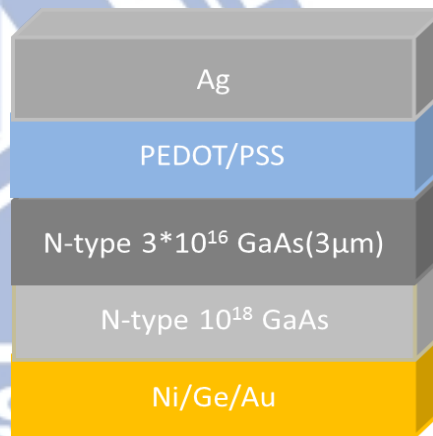 Ag
PEDOT/PSS
N-type 3*10¹⁶ GaAs(3μm)
N-type 10¹⁸ GaAs
Ni/Ge/Au